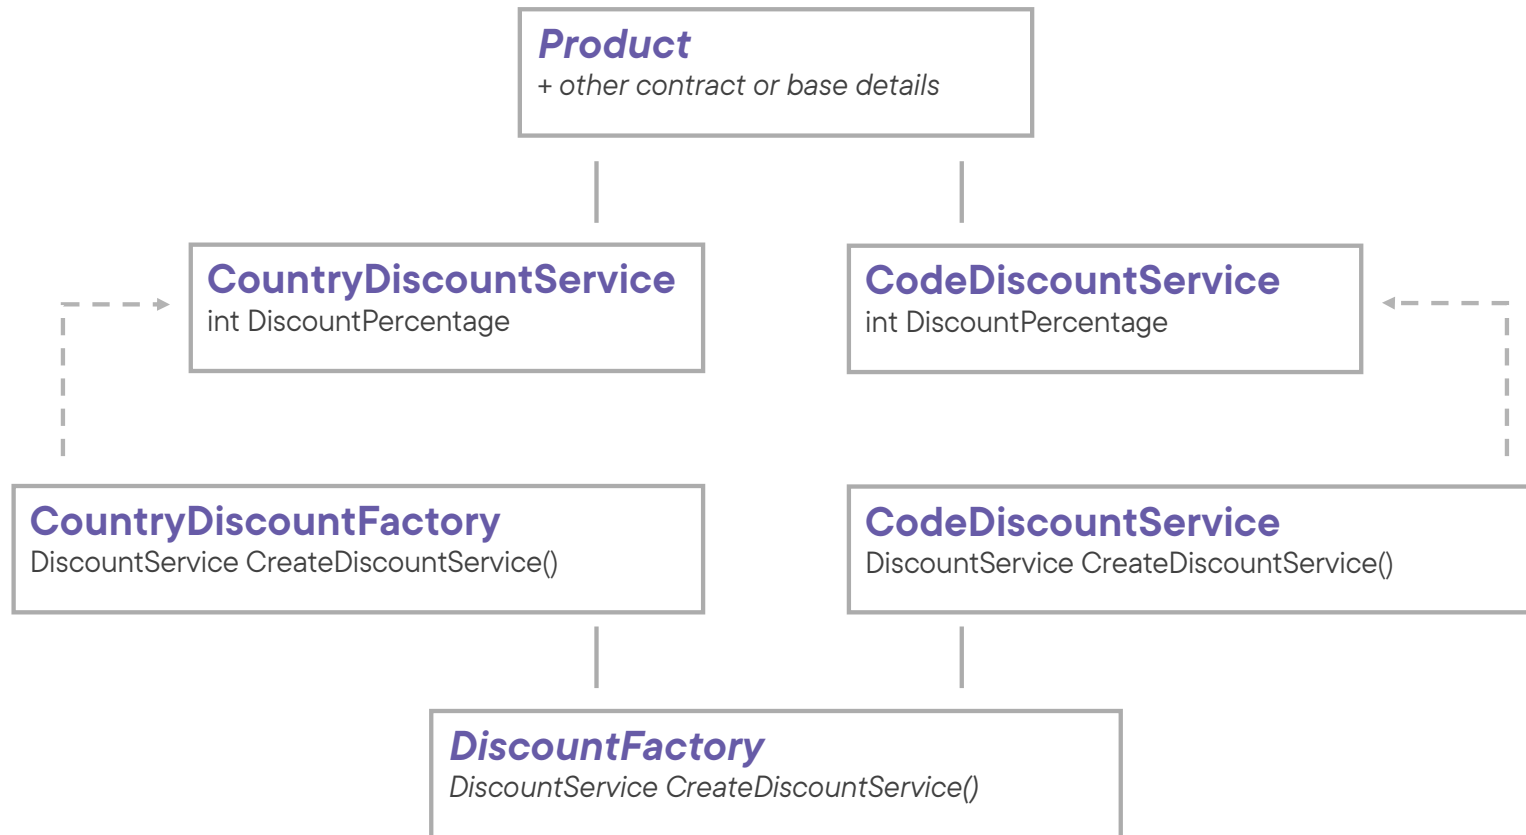 Product
+ other contract or base details
CountryDiscountService
int DiscountPercentage
CodeDiscountService
int DiscountPercentage
CountryDiscountFactory
DiscountService CreateDiscountService()
CodeDiscountService
DiscountService CreateDiscountService()
DiscountFactory
DiscountService CreateDiscountService()